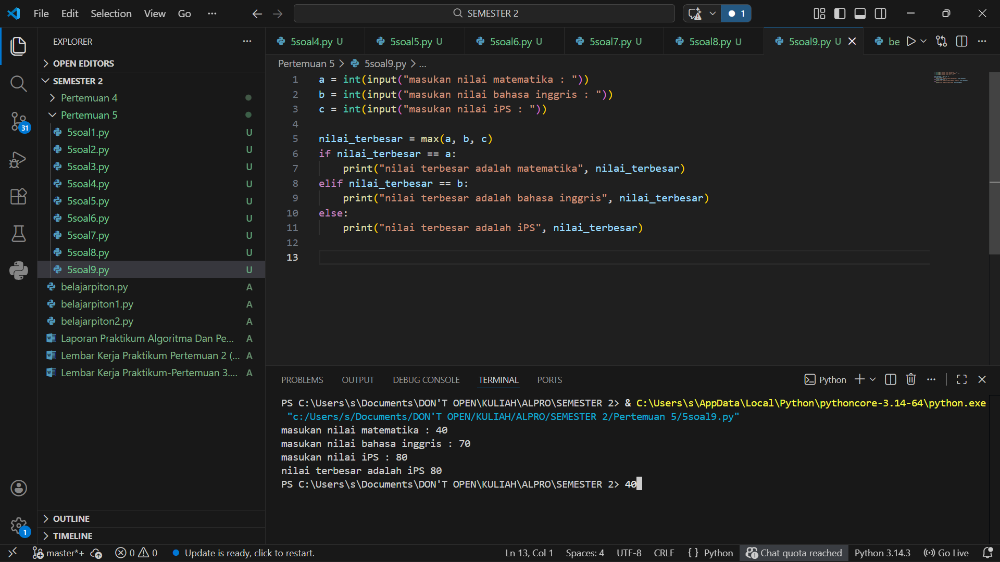 File Edit Selection View Go ...
SEMESTER 2
1
EXPLORER
5soal4.py U
5soal5.py U
5soal6.py U
5soal7.py U
5soal8.py U
5soal9.py U
be
OPEN EDITORS
SEMESTER 2
Pertemuan 4
Pertemuan 5
5soal1.py U
5soal2.py U
5soal3.py U
5soal4.py U
5soal5.py U
5soal6.py U
5soal7.py U
5soal8.py U
5soal9.py U
belajarpiton.py A
belajarpiton1.py A
belajarpiton2.py A
Laporan Praktikum Algoritma Dan Pe... A
Lembar Kerja Praktikum Pertemuan 2 (... A
Lembar Kerja Praktikum-Pertemuan 3.... A
OUTLINE
TIMELINE
31
1
Pertemuan 5 > 5soal9.py > ...
1 a = int(input("masukan nilai matematika : "))
2 b = int(input("masukan nilai bahasa inggris : "))
3 c = int(input("masukan nilai iPS : "))
4
5 nilai_terbesar = max(a, b, c)
6 if nilai_terbesar == a:
7     print("nilai terbesar adalah matematika", nilai_terbesar)
8 elif nilai_terbesar == b:
9     print("nilai terbesar adalah bahasa inggris", nilai_terbesar)
10 else:
11     print("nilai terbesar adalah iPS", nilai_terbesar)
12
13
PROBLEMS OUTPUT DEBUG CONSOLE TERMINAL PORTS
Python
PS C:\Users\s\Documents\DON'T OPEN\KULIAH\ALPRO\SEMESTER 2> & C:\Users\s\AppData\Local\Python\pythoncore-3.14-64\python.exe
"c:/Users/s/Documents/DON'T OPEN/KULIAH/ALPRO/SEMESTER 2/Pertemuan 5/5soal9.py"
masukan nilai matematika : 40
masukan nilai bahasa inggris : 70
masukan nilai iPS : 80
nilai terbesar adalah iPS 80
PS C:\Users\s\Documents\DON'T OPEN\KULIAH\ALPRO\SEMESTER 2> 40
master*+ 0 0 Update is ready, click to restart. Ln 13, Col 1 Spaces: 4 UTF-8 CRLF { } Python Chat quota reached Python 3.14.3 Go Live